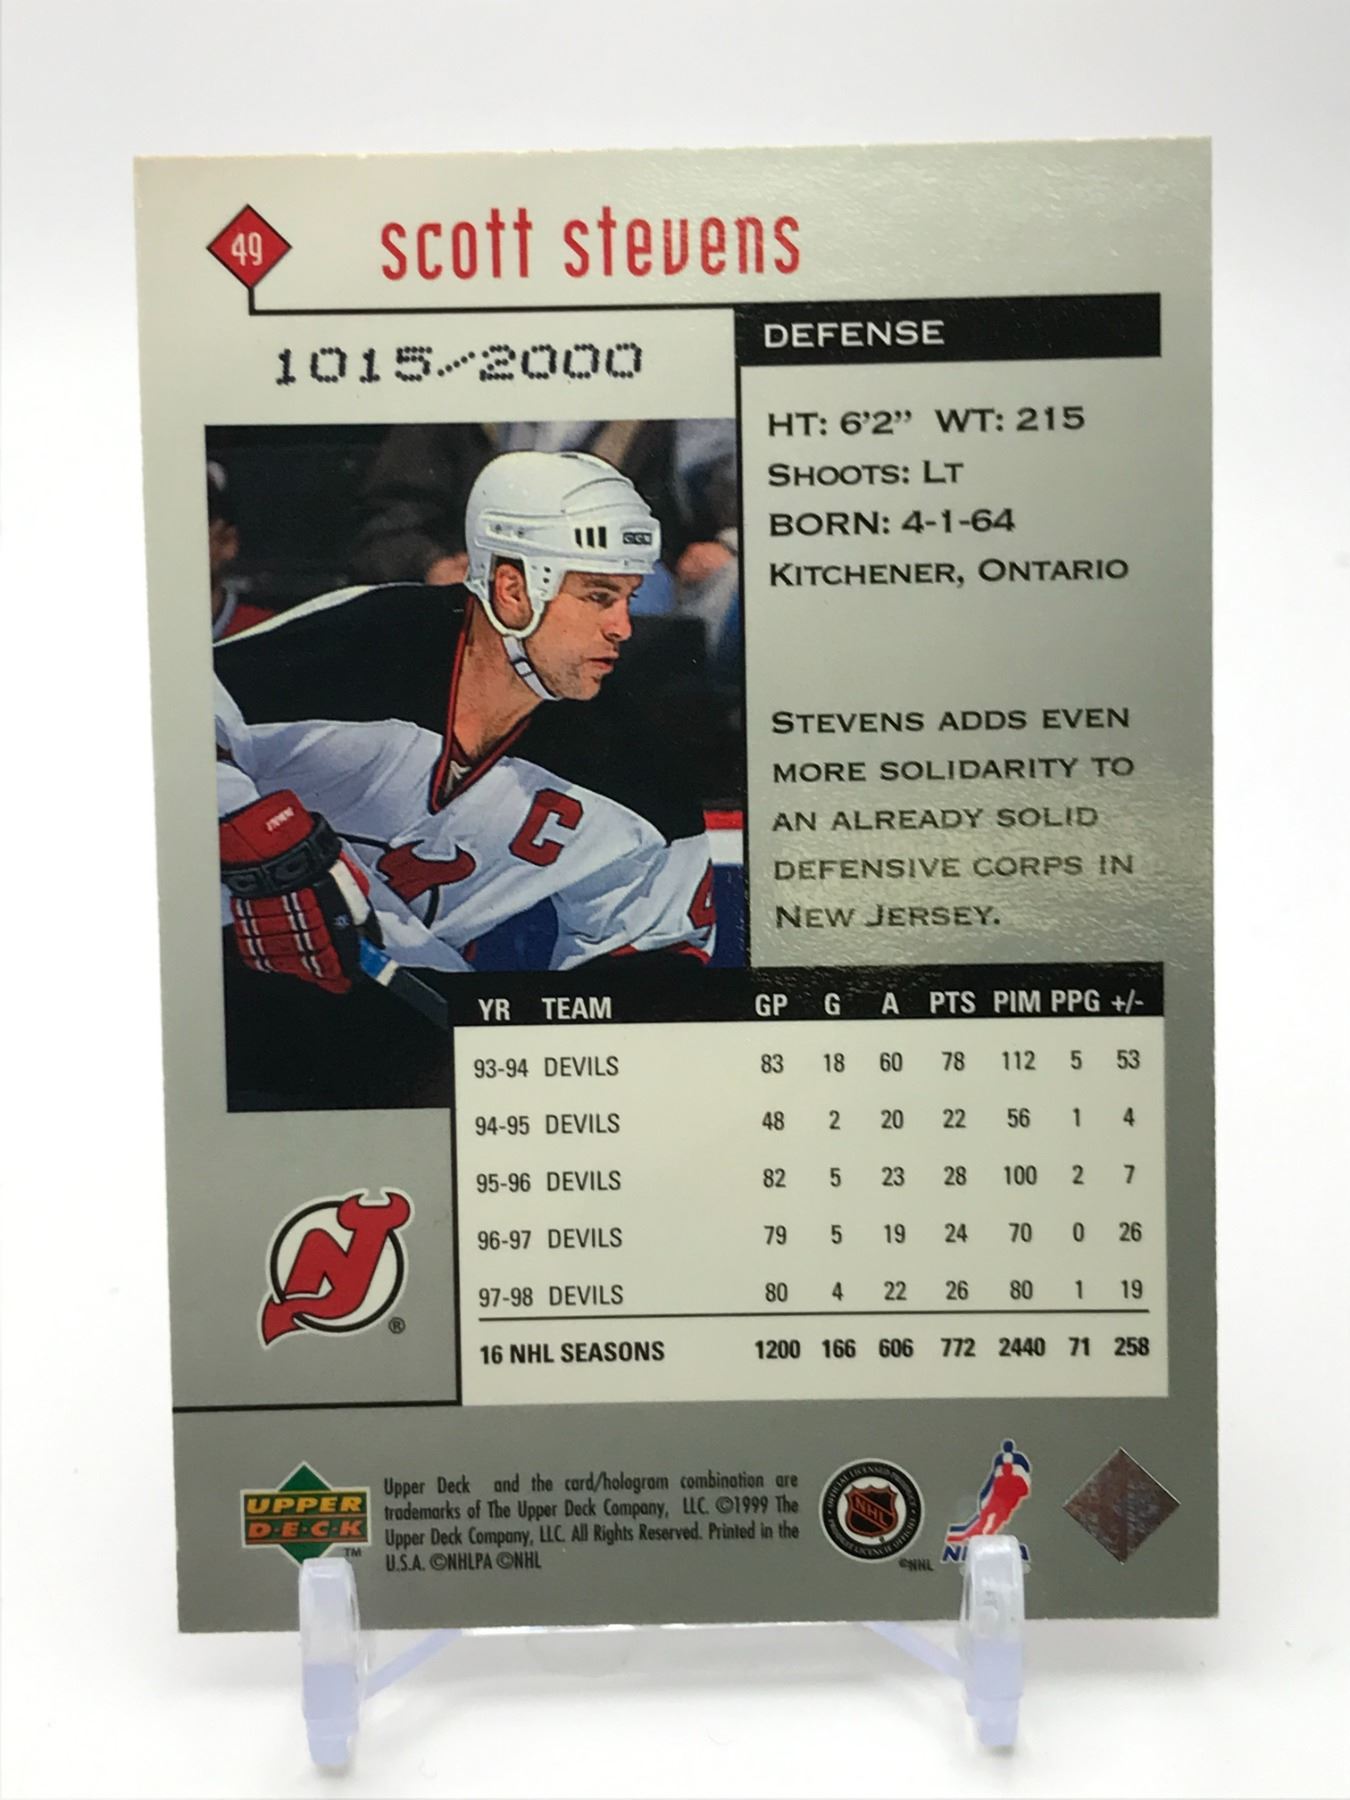 49
scott stevens
1015/2000
DEFENSE
HT: 6'2" WT: 215
SHOOTS: LT
BORN: 4-1-64
KITCHENER, ONTARIO
STEVENS ADDS EVEN
MORE SOLIDARITY TO
AN ALREADY SOLID
DEFENSIVE CORPS IN
NEW JERSEY.
CCM
C
YR TEAM GP G A PTS PIM PPG +/-
93-94 DEVILS 83 18 60 78 112 5 53
94-95 DEVILS 48 2 20 22 56 1 4
95-96 DEVILS 82 5 23 28 100 2 7
96-97 DEVILS 79 5 19 24 70 0 26
97-98 DEVILS 80 4 22 26 80 1 19
16 NHL SEASONS 1200 166 606 772 2440 71 258
®
UPPER
D·E·C·K
™
Upper Deck and the card/hologram combination are
trademarks of The Upper Deck Company, LLC. ©1999 The
Upper Deck Company, LLC. All Rights Reserved. Printed in the
U.S.A. ©NHLPA ©NHL
NHL
©NHL